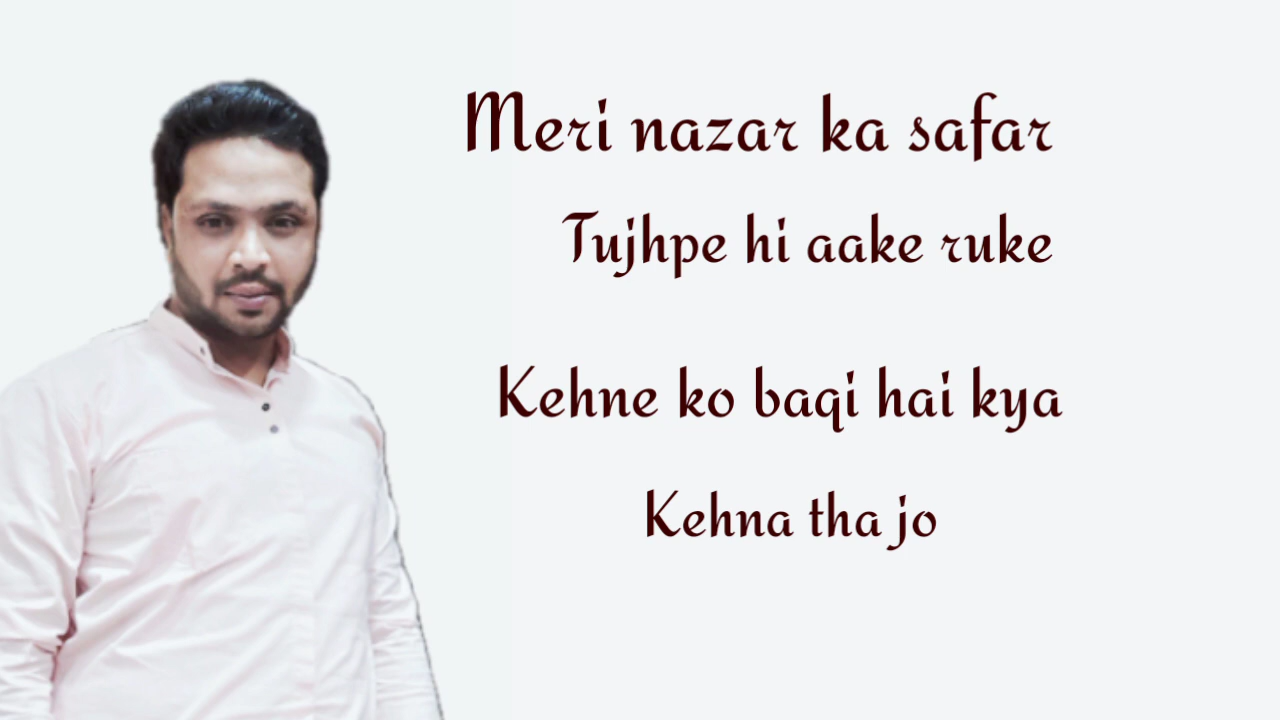 Meri nazar ka safar
Tujhpe hi aake ruke
Kehne ko baqi hai kya
Kehna tha jo